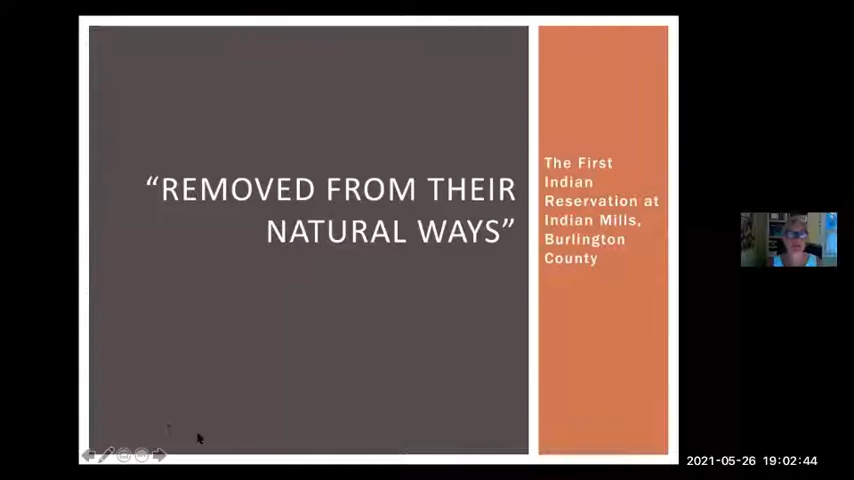 “REMOVED FROM THEIR
NATURAL WAYS”
The First
Indian
Reservation at
Indian Mills,
Burlington
County
2021-05-26 19:02:44